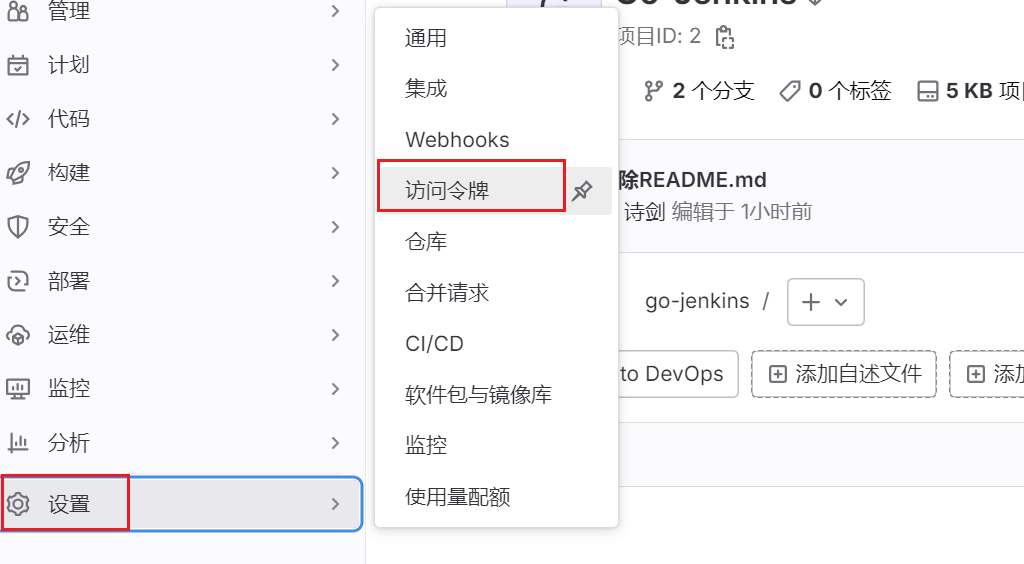 管理
计划
代码
构建
安全
部署
运维
监控
分析
设置
通用
集成
Webhooks
访问令牌
仓库
合并请求
CI/CD
软件包与镜像库
监控
使用量配额
Go-Jenkins
项目ID: 2
2 个分支
0 个标签
5 KB 项
除README.md
诗剑 编辑于 1小时前
go-jenkins /
to DevOps
添加自述文件
添加